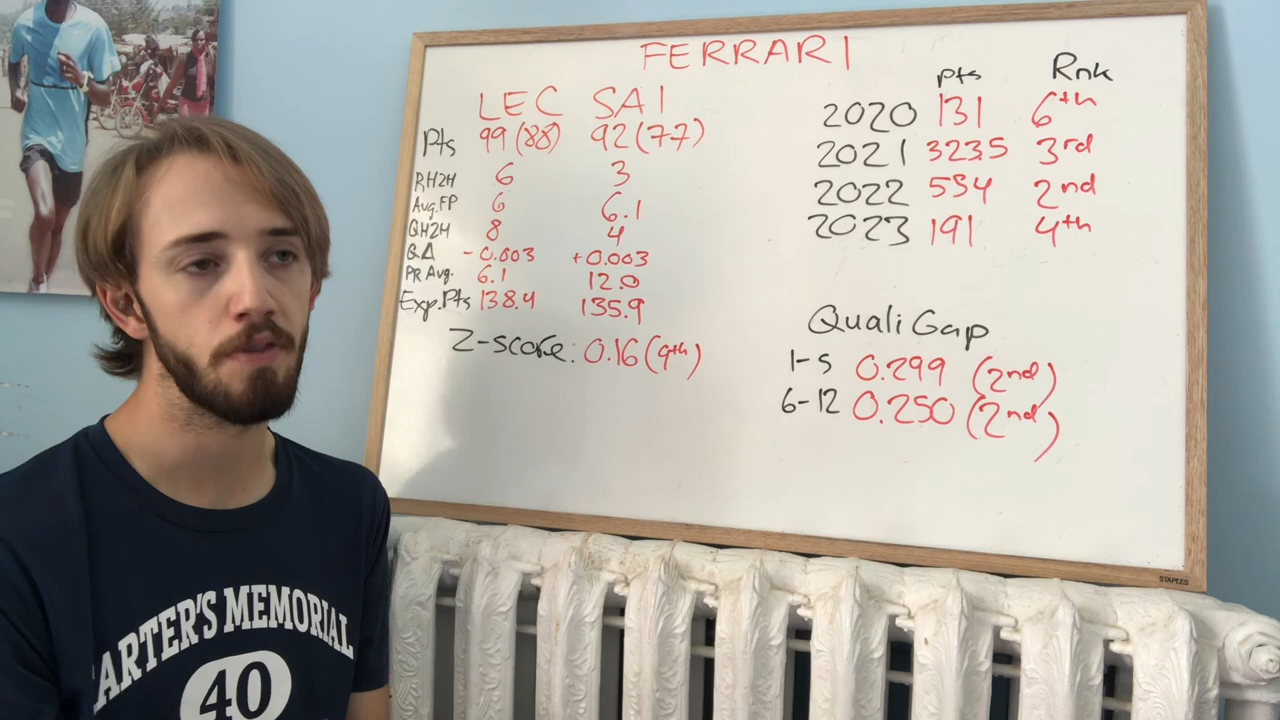 FERRARI
LEC SAI
Pts 99 (88) 92 (77)
RH2H 6 3
Avg. FP 6 6.1
QH2H 8 4
QΔ -0.003 +0.003
PR Avg. 6.1 12.0
Exp. Pts 138.4 135.9
Z-score: 0.16 (9th)
pts Rnk
2020 131 6th
2021 323.5 3rd
2022 554 2nd
2023 191 4th
Quali Gap
1-5 0.299 (2nd)
6-12 0.250 (2nd)
STAPLES
ARTER'S MEMORIAL
40